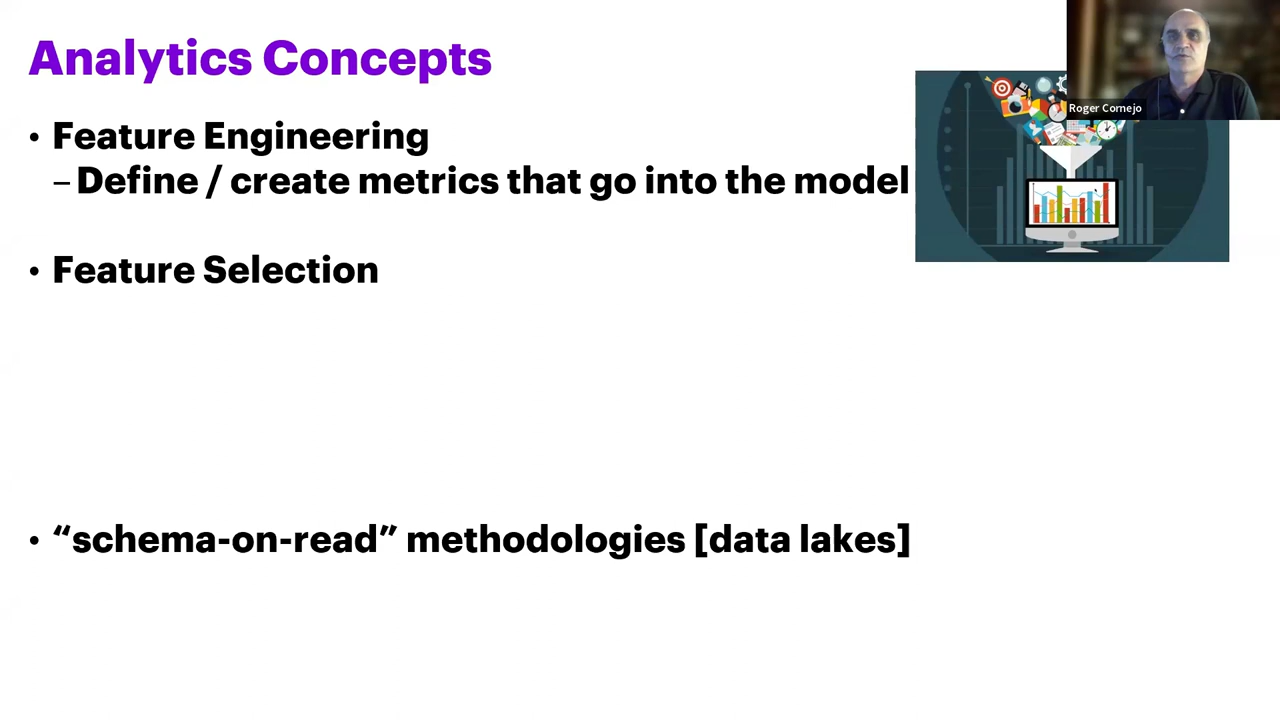 Analytics Concepts
Roger Cornejo
• Feature Engineering
– Define / create metrics that go into the model
• Feature Selection
• “schema-on-read” methodologies [data lakes]